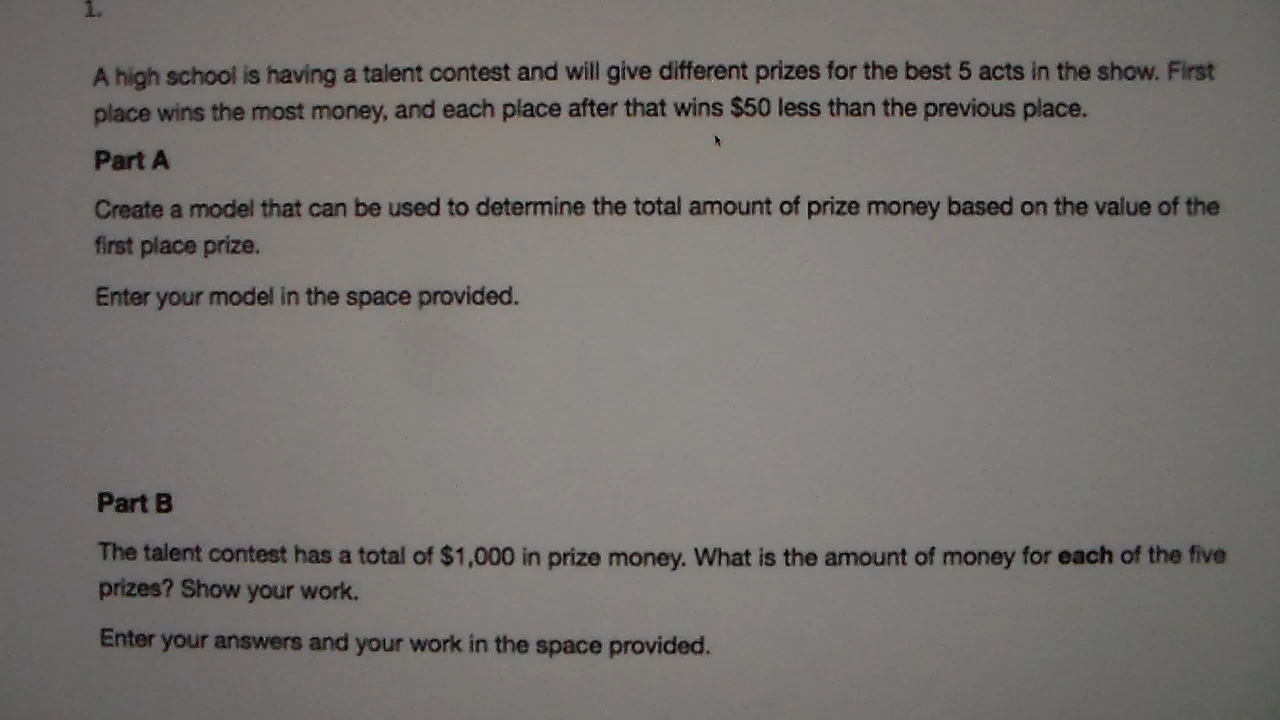 1.
A high school is having a talent contest and will give different prizes for the best 5 acts in the show. First
place wins the most money, and each place after that wins $50 less than the previous place.
Part A
Create a model that can be used to determine the total amount of prize money based on the value of the
first place prize.
Enter your model in the space provided.
Part B
The talent contest has a total of $1,000 in prize money. What is the amount of money for each of the five
prizes? Show your work.
Enter your answers and your work in the space provided.